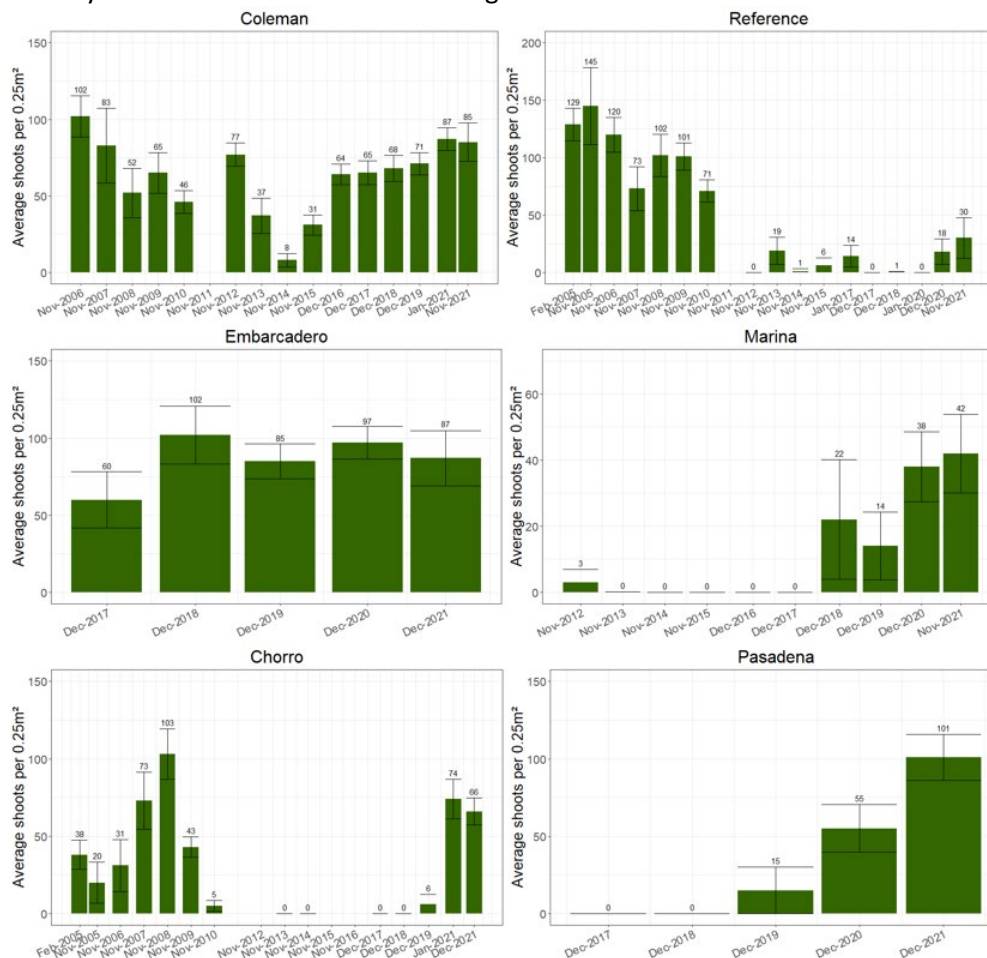 Coleman
Average shoots per 0.25m²
150
100
50
0
102
83
52
65
46
77
37
8
31
64
65
68
71
87
85
Nov-2006
Nov-2007
Nov-2008
Nov-2009
Nov-2010
Nov-2011
Nov-2012
Nov-2013
Nov-2014
Nov-2015
Dec-2016
Dec-2017
Dec-2018
Dec-2019
Jan-2021
Nov-2021
Reference
Average shoots per 0.25m²
200
150
100
50
0
129
145
120
73
102
101
71
0
19
1
6
14
0
1
0
18
30
Feb-2005
Nov-2005
Nov-2006
Nov-2007
Nov-2008
Nov-2009
Nov-2010
Nov-2011
Nov-2012
Nov-2013
Nov-2014
Nov-2015
Jan-2017
Dec-2017
Dec-2018
Jan-2020
Dec-2020
Nov-2021
Embarcadero
Average shoots per 0.25m²
150
100
50
0
60
102
85
97
87
Dec-2017
Dec-2018
Dec-2019
Dec-2020
Dec-2021
Marina
Average shoots per 0.25m²
60
40
20
0
3
0
0
0
0
0
22
14
38
42
Nov-2012
Nov-2013
Nov-2014
Nov-2015
Dec-2016
Dec-2017
Dec-2018
Dec-2019
Dec-2020
Nov-2021
Chorro
Average shoots per 0.25m²
150
100
50
0
38
20
31
73
103
43
5
0
0
0
0
6
74
66
Feb-2005
Nov-2005
Nov-2006
Nov-2007
Nov-2008
Nov-2009
Nov-2010
Nov-2012
Nov-2013
Nov-2014
Nov-2015
Nov-2016
Dec-2017
Dec-2018
Dec-2019
Jan-2021
Dec-2021
Pasadena
Average shoots per 0.25m²
150
100
50
0
0
0
15
55
101
Dec-2017
Dec-2018
Dec-2019
Dec-2020
Dec-2021